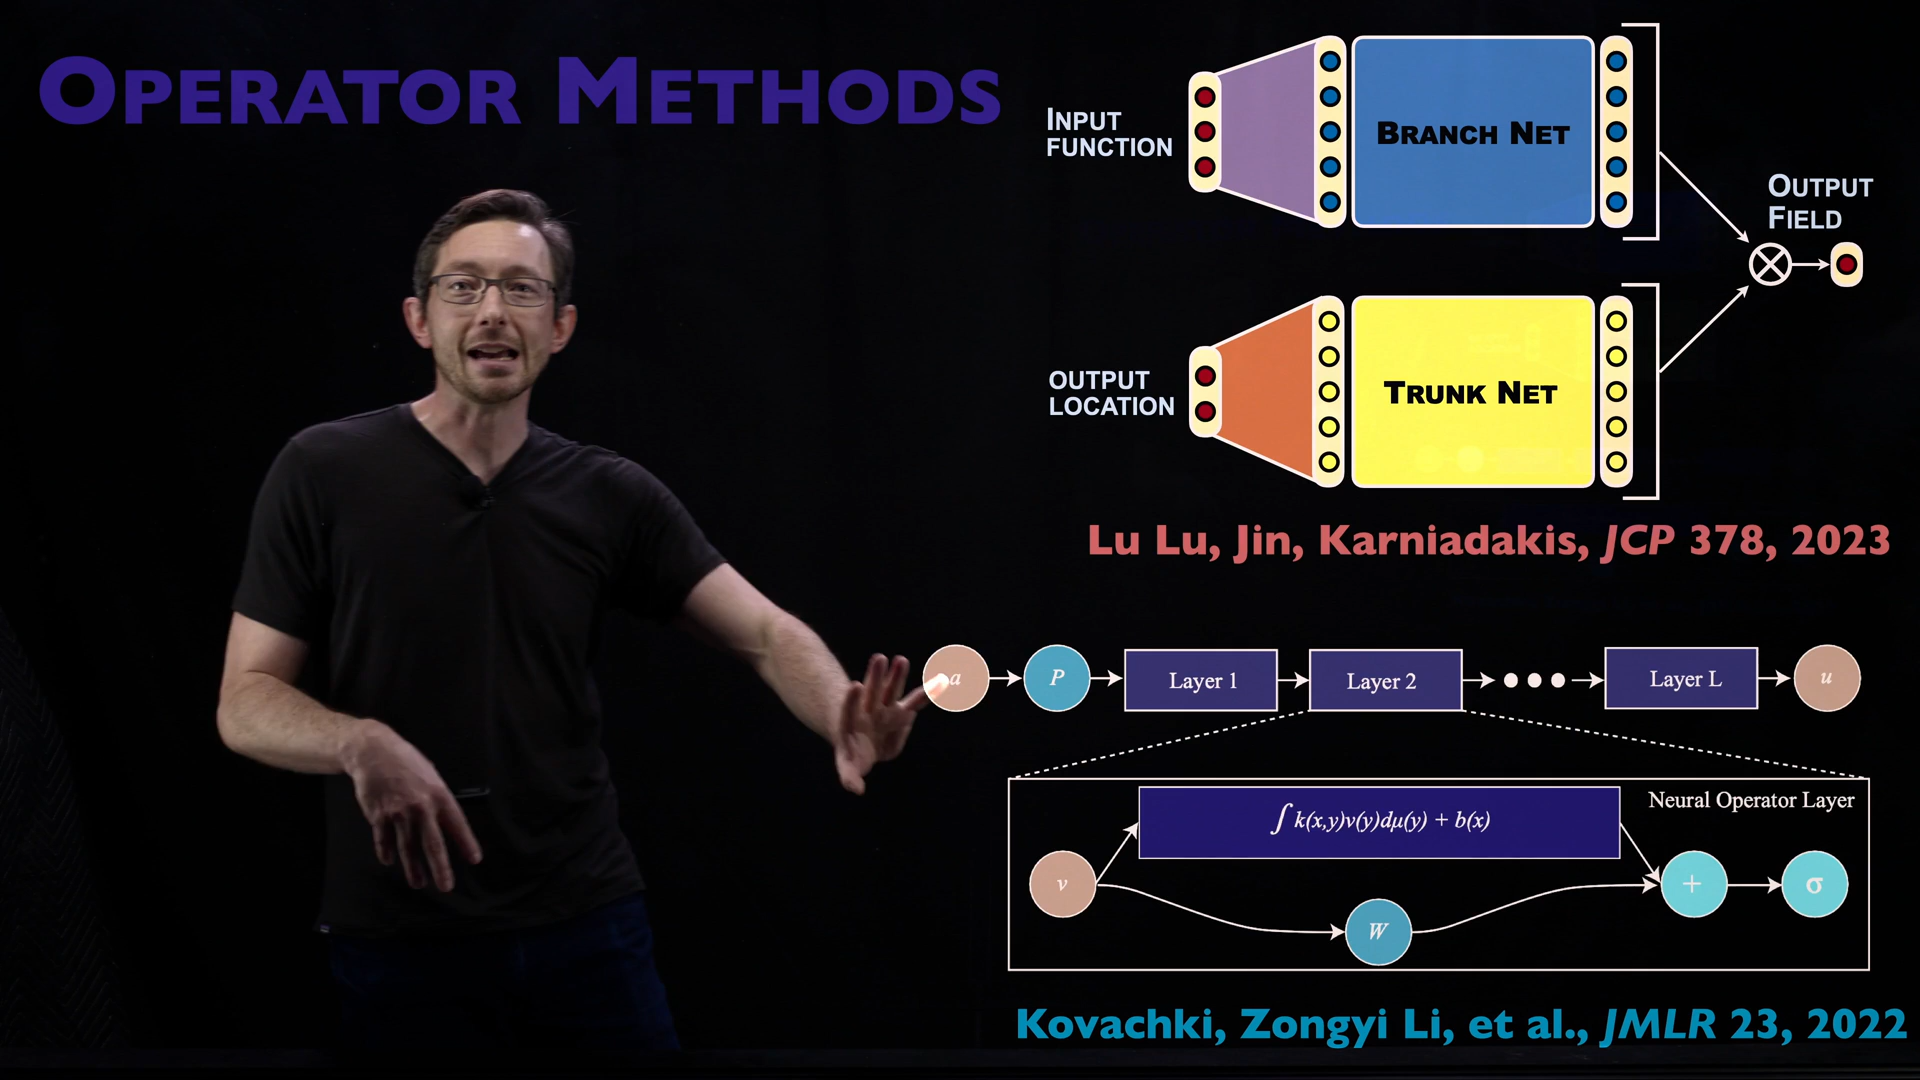 OPERATOR METHODS
INPUT
FUNCTION
BRANCH NET
OUTPUT
FIELD
OUTPUT
LOCATION
TRUNK NET
Lu Lu, Jin, Karniadakis, JCP 378, 2023
a
P
Layer 1
Layer 2
Layer L
u
Neural Operator Layer
∫ k(x,y)v(y)dμ(y) + b(x)
v
+
σ
W
Kovachki, Zongyi Li, et al., JMLR 23, 2022